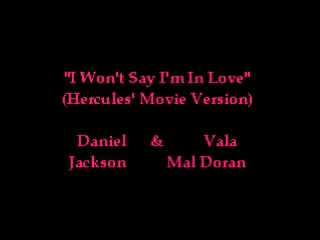 "I Won't Say I'm In Love"
(Hercules' Movie Version)
Daniel & Vala
Jackson Mal Doran